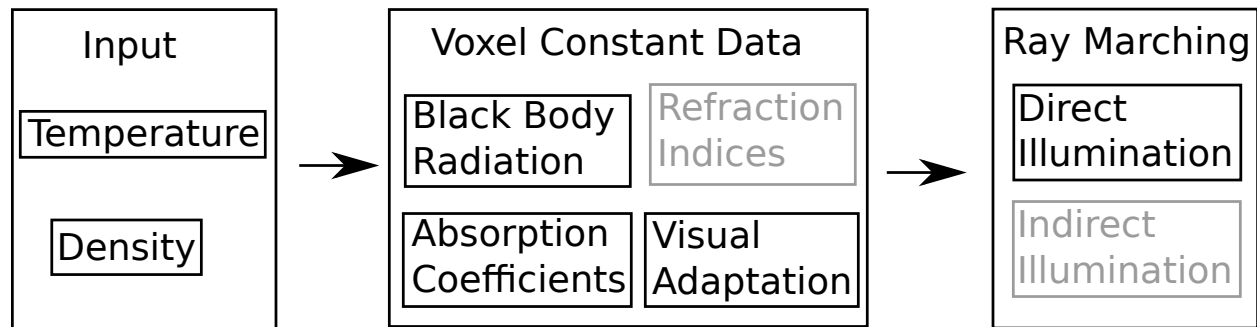 Input
Temperature
Density
Voxel Constant Data
Black Body
Radiation
Refraction
Indices
Absorption
Coefficients
Visual
Adaptation
Ray Marching
Direct
Illumination
Indirect
Illumination